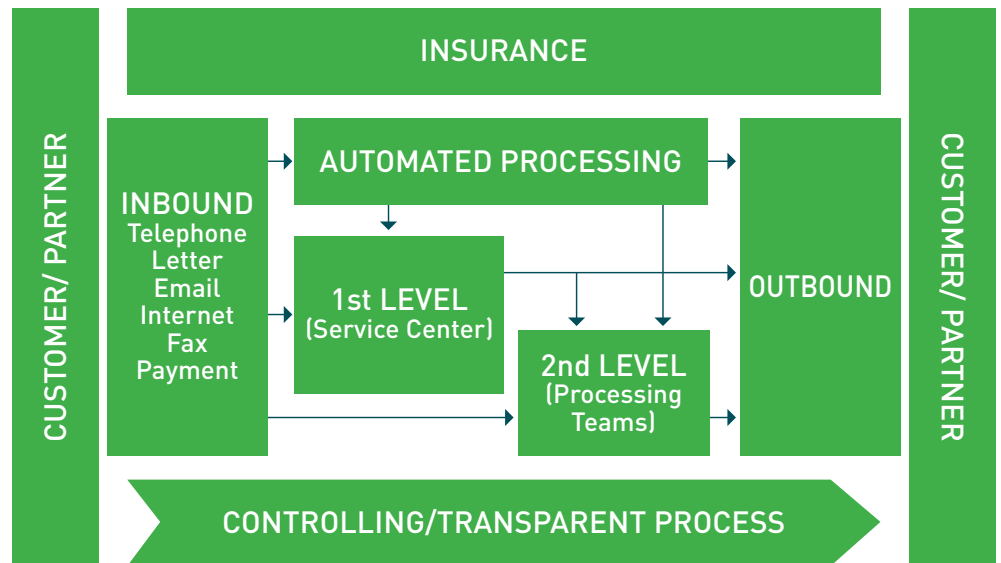 INSURANCE
CUSTOMER/ PARTNER
INBOUND
Telephone
Letter
Email
Internet
Fax
Payment
AUTOMATED PROCESSING
1st LEVEL
(Service Center)
2nd LEVEL
(Processing
Teams)
OUTBOUND
CUSTOMER/ PARTNER
CONTROLLING/TRANSPARENT PROCESS